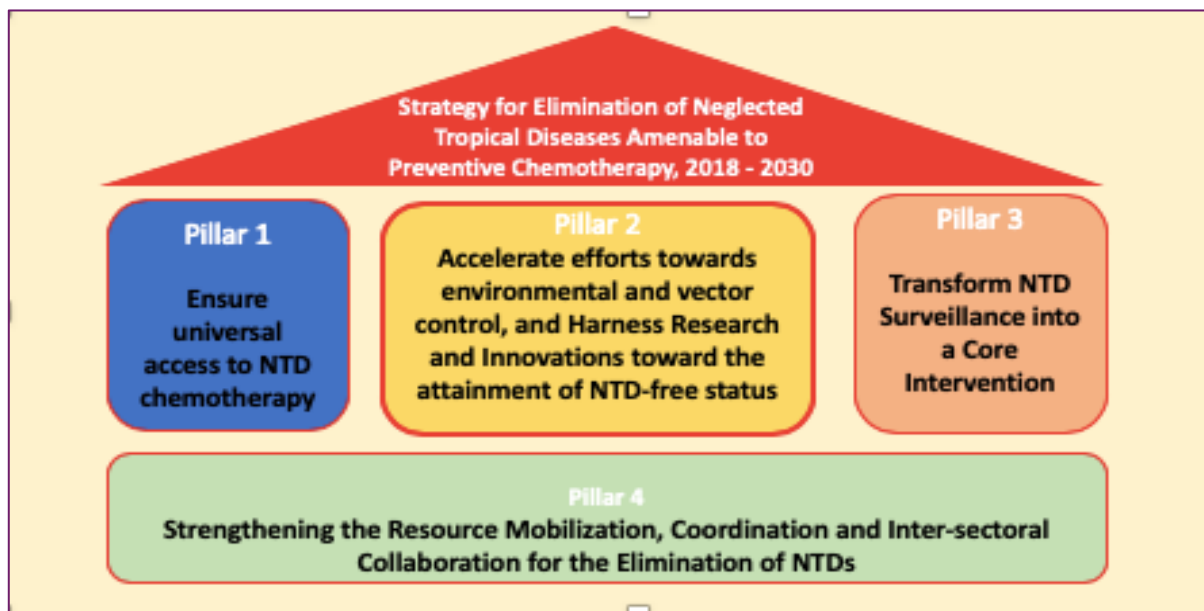 Strategy for Elimination of Neglected
Tropical Diseases Amenable to
Preventive Chemotherapy, 2018 - 2030
Pillar 1
Ensure
universal
access to NTD
chemotherapy
Pillar 2
Accelerate efforts towards
environmental and vector
control, and Harness Research
and Innovations toward the
attainment of NTD-free status
Pillar 3
Transform NTD
Surveillance into
a Core
Intervention
Pillar 4
Strengthening the Resource Mobilization, Coordination and Inter-sectoral
Collaboration for the Elimination of NTDs